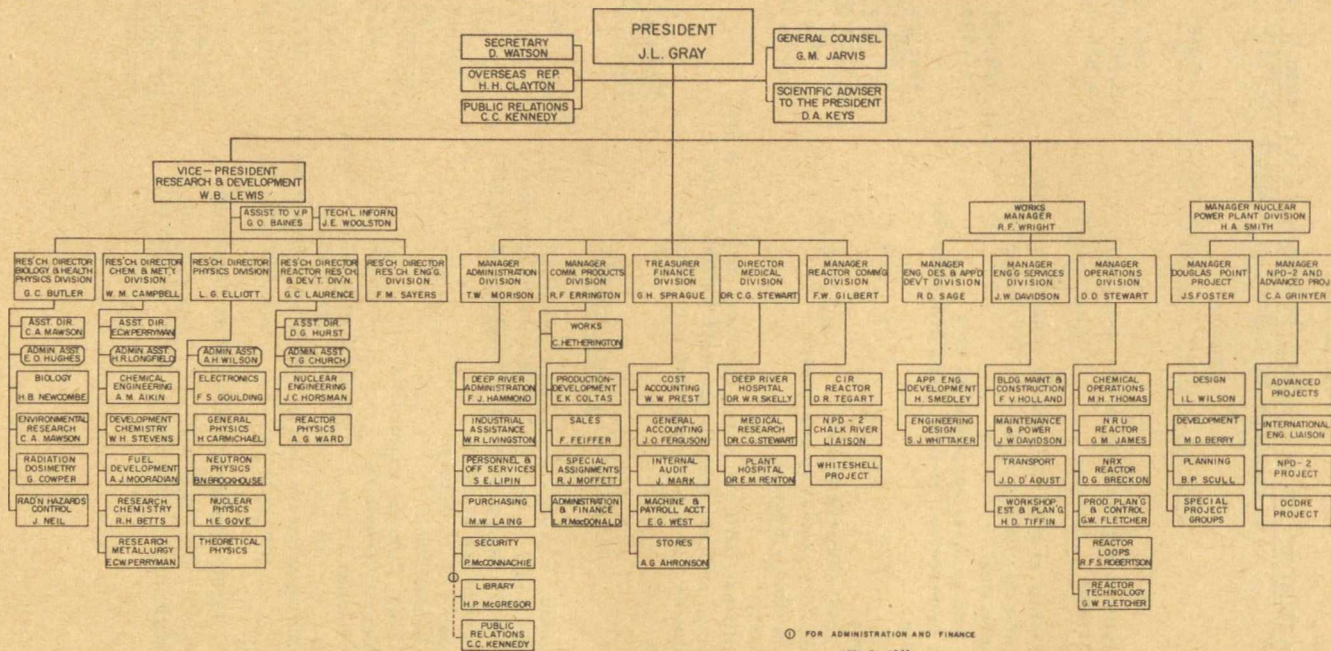 PRESIDENT
J.L. GRAY
SECRETARY
D. WATSON
OVERSEAS REP.
H. H. CLAYTON
PUBLIC RELATIONS
C.C. KENNEDY
GENERAL COUNSEL
G.M. JARVIS
SCIENTIFIC ADVISER
TO THE PRESIDENT
D.A. KEYS
VICE-PRESIDENT
RESEARCH & DEVELOPMENT
W.B. LEWIS
ASSIST. TO V.P.
G.O. BAINES
TECH'L INFOR'N.
J.E. WOOLSTON
WORKS
MANAGER
R.F. WRIGHT
MANAGER NUCLEAR
POWER PLANT DIVISION
H.A. SMITH
RES'CH. DIRECTOR
BIOLOGY & HEALTH
PHYSICS DIVISION
G.C. BUTLER
ASST. DIR.
C.A. MAWSON
ADMIN. ASST.
E.O. HUGHES
BIOLOGY
H.B. NEWCOMBE
ENVIRONMENTAL
RESEARCH
C.A. MAWSON
RADIATION
DOSIMETRY
G. COWPER
RAD'N HAZARDS
CONTROL
J. NEIL
RES'CH. DIRECTOR
CHEM. & MET'Y
DIVISION
W. M. CAMPBELL
ASST. DIR.
E.C.W. PERRYMAN
ADMIN. ASST.
H.R. LONGFIELD
CHEMICAL
ENGINEERING
A.M. AIKIN
DEVELOPMENT
CHEMISTRY
W.H. STEVENS
FUEL
DEVELOPMENT
A.J. MOORADIAN
RESEARCH
CHEMISTRY
R.H. BETTS
RESEARCH
METALLURGY
E.C.W. PERRYMAN
RES'CH. DIRECTOR
PHYSICS DIVISION
L.G. ELLIOTT
ADMIN. ASST.
A.H. WILSON
ELECTRONICS
F.S. GOULDING
GENERAL
PHYSICS
H. CARMICHAEL
NEUTRON
PHYSICS
B.N. BROCKHOUSE
NUCLEAR
PHYSICS
H.E. GOVE
THEORETICAL
PHYSICS
RES'CH. DIRECTOR
REACTOR RES'CH.
& DEV'T. DIV'N.
G.C. LAURENCE
ASST. DIR.
D.G. HURST
ADMIN. ASST.
T.G. CHURCH
NUCLEAR
ENGINEERING
J.C. HORSMAN
REACTOR
PHYSICS
A.G. WARD
RES'CH. DIRECTOR
RES'CH. ENG'G.
DIVISION
F.M. SAYERS
MANAGER
ADMINISTRATION
DIVISION
T.W. MORISON
DEEP RIVER
ADMINISTRATION
F.J. HAMMOND
INDUSTRIAL
ASSISTANCE
W.R. LIVINGSTON
PERSONNEL &
OFF. SERVICES
S.E. LIPIN
PURCHASING
M.W. LAING
SECURITY
P. McCONNACHIE
①
LIBRARY
H.P. McGREGOR
PUBLIC
RELATIONS
C.C. KENNEDY
MANAGER
COMM. PRODUCTS
DIVISION
R.F. ERRINGTON
WORKS
C. HETHERINGTON
PRODUCTION-
DEVELOPMENT
E.K. COLTAS
SALES
F. FEIFFER
SPECIAL
ASSIGNMENTS
R.J. MOFFETT
ADMINISTRATION
& FINANCE
L.R. MacDONALD
TREASURER
FINANCE
DIVISION
G.H. SPRAGUE
COST
ACCOUNTING
W.W. PREST
GENERAL
ACCOUNTING
J.O. FERGUSON
INTERNAL
AUDIT
J. MARK
MACHINE &
PAYROLL ACCT.
E.G. WEST
STORES
A.G. AHRONSON
DIRECTOR
MEDICAL
DIVISION
DR. C.G. STEWART
DEEP RIVER
HOSPITAL
DR. W.R. SKELLY
MEDICAL
RESEARCH
DR. C.G. STEWART
PLANT
HOSPITAL
DR. E.M. RENTON
MANAGER
REACTOR COMM'G
F.W. GILBERT
CIR
REACTOR
D.R. TEGART
NPD-2
CHALK RIVER
LIAISON
WHITESHELL
PROJECT
MANAGER
ENG. DES. & APP'D
DEV'T DIVISION
R.D. SAGE
APP. ENG.
DEVELOPMENT
H. SMEDLEY
ENGINEERING
DESIGN
S.J. WHITTAKER
MANAGER
ENG'G SERVICES
DIVISION
J.W. DAVIDSON
BLDG. MAINT. &
CONSTRUCTION
F.V. HOLLAND
MAINTENANCE
& POWER
J.W. DAVIDSON
TRANSPORT
J.D. D'AOUST
WORKSHOP,
EST. & PLAN'G
H.D. TIFFIN
MANAGER
OPERATIONS
DIVISION
D.D. STEWART
CHEMICAL
OPERATIONS
M.H. THOMAS
NRU
REACTOR
G.M. JAMES
NRX
REACTOR
D.G. BRECKON
PROD. PLAN'G
& CONTROL
G.W. FLETCHER
REACTOR
LOOPS
R.F.S. ROBERTSON
REACTOR
TECHNOLOGY
G.W. FLETCHER
MANAGER
DOUGLAS POINT
PROJECT
J.S. FOSTER
DESIGN
I.L. WILSON
DEVELOPMENT
M.D. BERRY
PLANNING
B.P. SCULL
SPECIAL
PROJECT
GROUPS
MANAGER
NPD-2 AND
ADVANCED PROJ.
C.A. GRINYER
ADVANCED
PROJECTS
INTERNATIONAL
ENG. LIAISON
NPD-2
PROJECT
OCDRE
PROJECT
① FOR ADMINISTRATION AND FINANCE